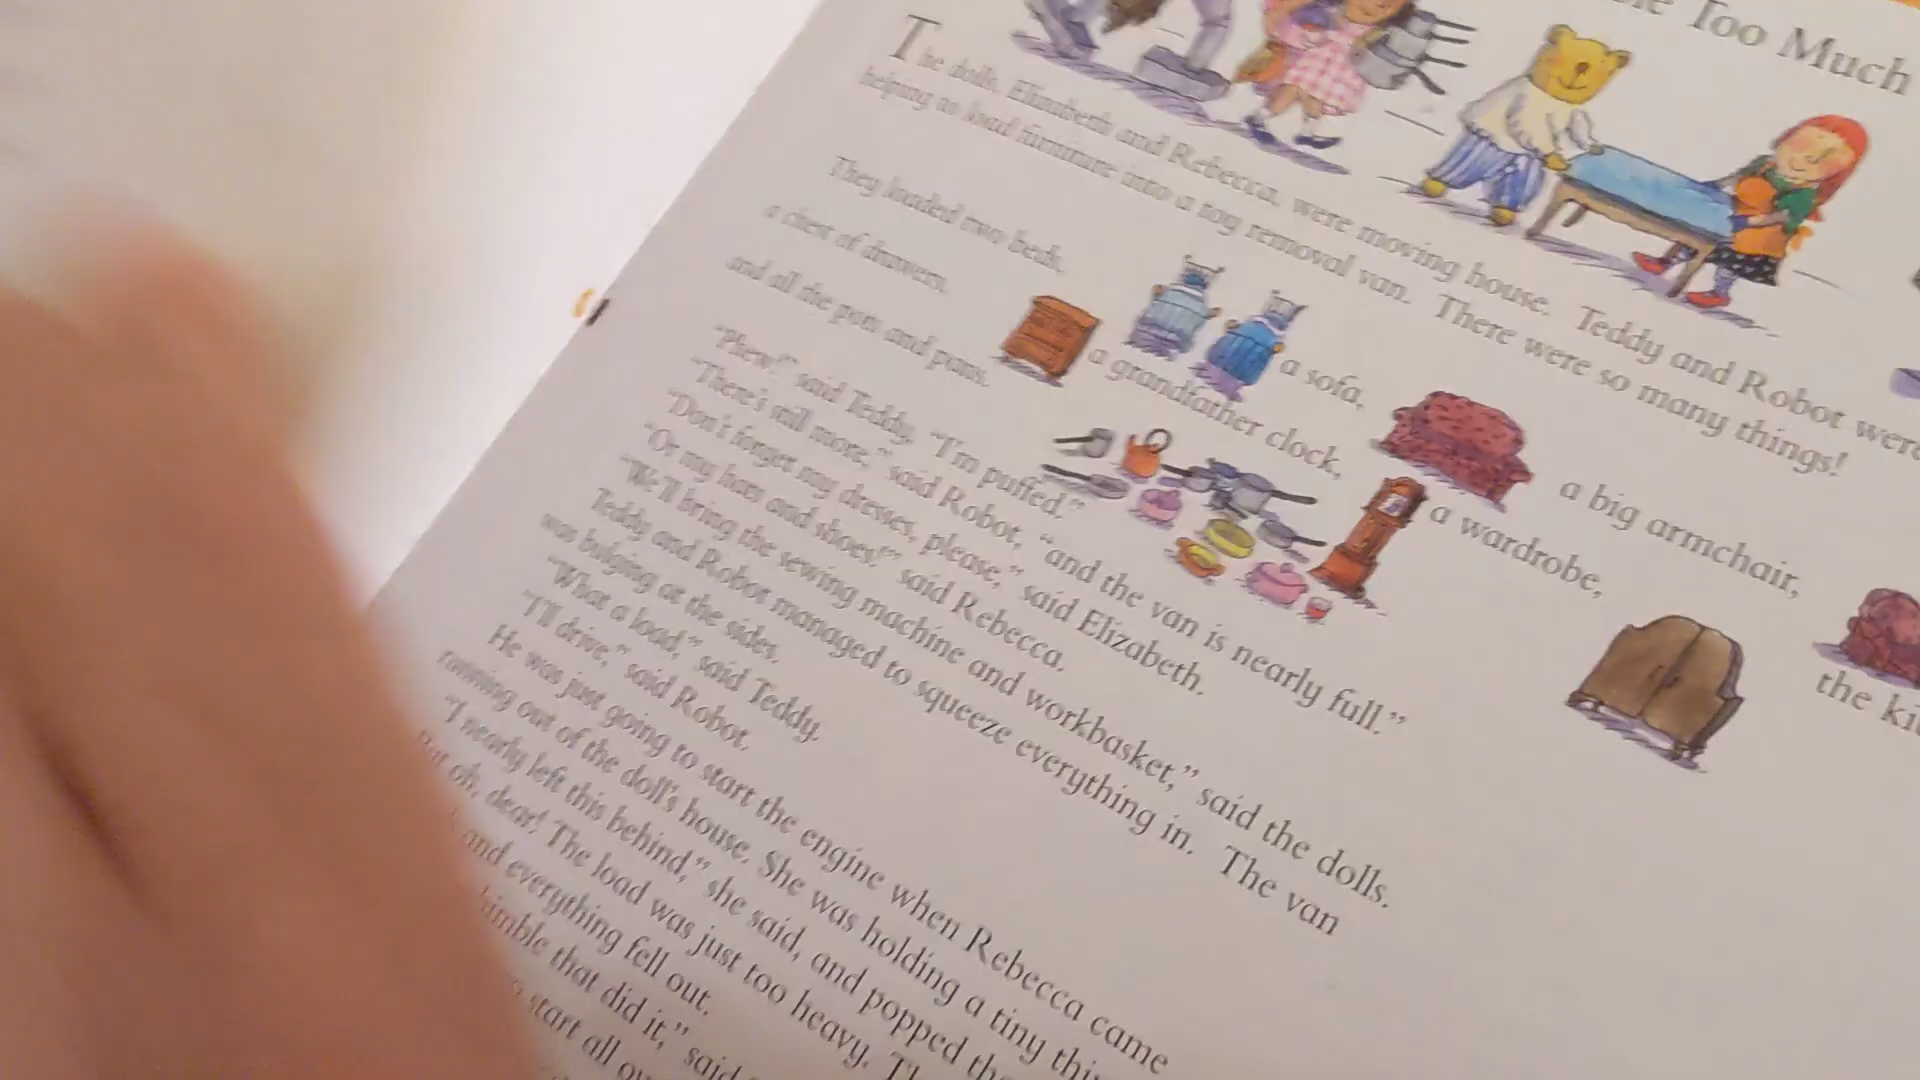 Too Much
The dolls, Elizabeth and Rebecca, were moving house. Teddy and Robot were
helping to load furniture into a toy removal van. There were so many things!
They loaded two beds, a sofa, a big armchair,
a chest of drawers, a grandfather clock, a wardrobe, the
and all the pots and pans.
"Phew!" said Teddy. "I'm puffed."
"There's still more," said Robot, "and the van is nearly full."
"Don't forget my dresses, please," said Elizabeth.
"Or my hats and shoes!" said Rebecca.
"We'll bring the sewing machine and workbasket," said the dolls.
Teddy and Robot managed to squeeze everything in. The van
was bulging at the sides.
"What a load," said Teddy.
"I'll drive," said Robot.
He was just going to start the engine when Rebecca came
running out of the doll's house. She was holding a tiny
"I nearly left this behind," she said, and popped
But oh, dear! The load was just too heavy.
and everything fell out.
that did it," said
start all